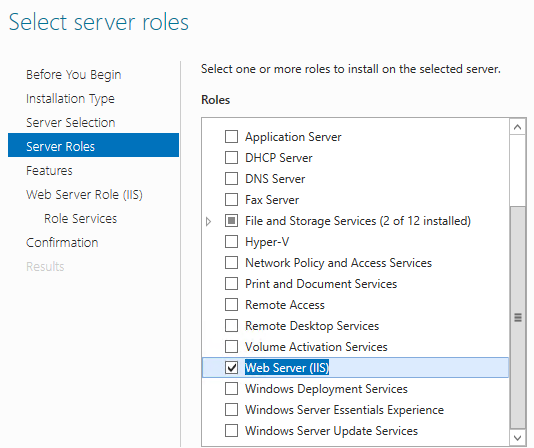 Select server roles
Before You Begin
Installation Type
Server Selection
Server Roles
Features
Web Server Role (IIS)
Role Services
Confirmation
Results
Select one or more roles to install on the selected server.
Roles
Application Server
DHCP Server
DNS Server
Fax Server
File and Storage Services (2 of 12 installed)
Hyper-V
Network Policy and Access Services
Print and Document Services
Remote Access
Remote Desktop Services
Volume Activation Services
Web Server (IIS)
Windows Deployment Services
Windows Server Essentials Experience
Windows Server Update Services